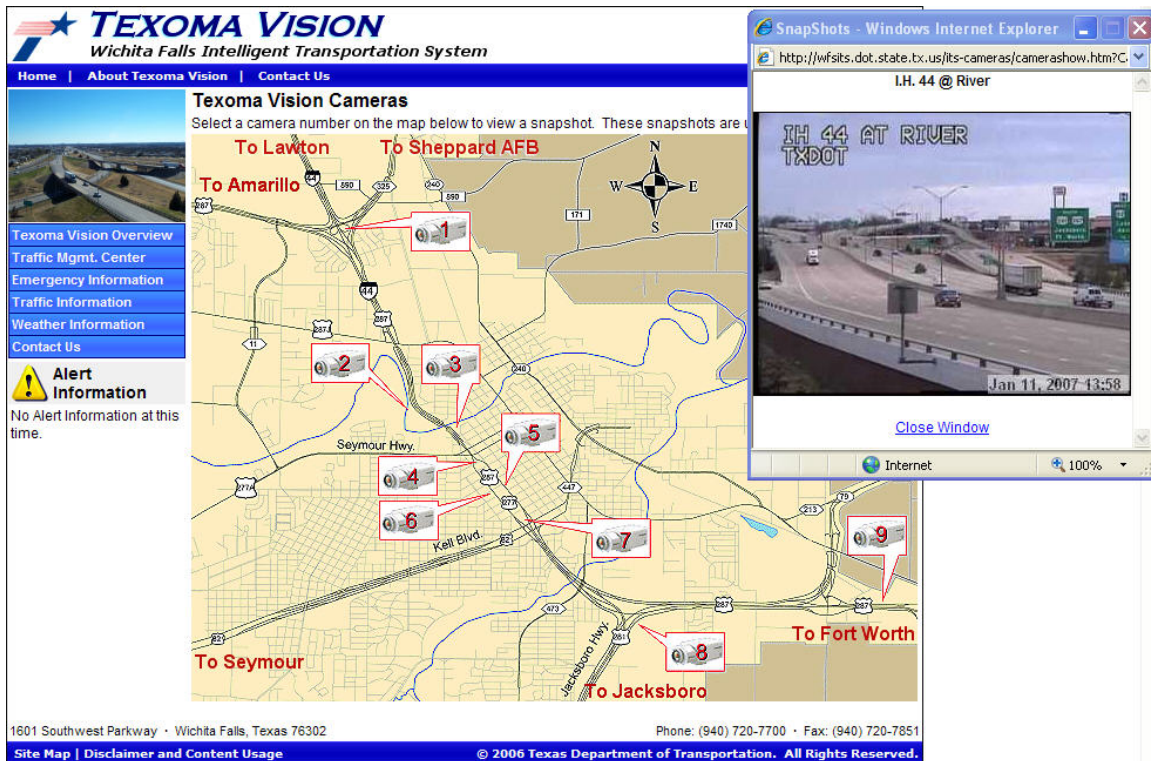 TEXOMA VISION
Wichita Falls Intelligent Transportation System
Home | About Texoma Vision | Contact Us
Texoma Vision Cameras
Select a camera number on the map below to view a snapshot. These snapshots are
Texoma Vision Overview
Traffic Mgmt. Center
Emergency Information
Traffic Information
Weather Information
Contact Us
Alert
Information
No Alert Information at this
time.
To Lawton
To Sheppard AFB
To Amarillo
N
W
E
S
44
890
325
240
890
287
171
1740
1
44
287
287J
11
2
3
240
5
Seymour Hwy.
4
287
277A
277
447
6
79
213
7
9
Kell Blvd.
82
473
287
287
To Fort Worth
82
281
8
To Seymour
Jacksboro Hwy.
To Jacksboro
1601 Southwest Parkway · Wichita Falls, Texas 76302
Phone: (940) 720-7700 · Fax: (940) 720-7851
Site Map | Disclaimer and Content Usage
© 2006 Texas Department of Transportation. All Rights Reserved.
SnapShots - Windows Internet Explorer
http://wfsits.dot.state.tx.us/its-cameras/camerashow.htm?C
I.H. 44 @ River
IH 44 AT RIVER
TXDOT
Jacksboro
Ft. Worth
Jan 11, 2007 13:58
Close Window
Internet
100%